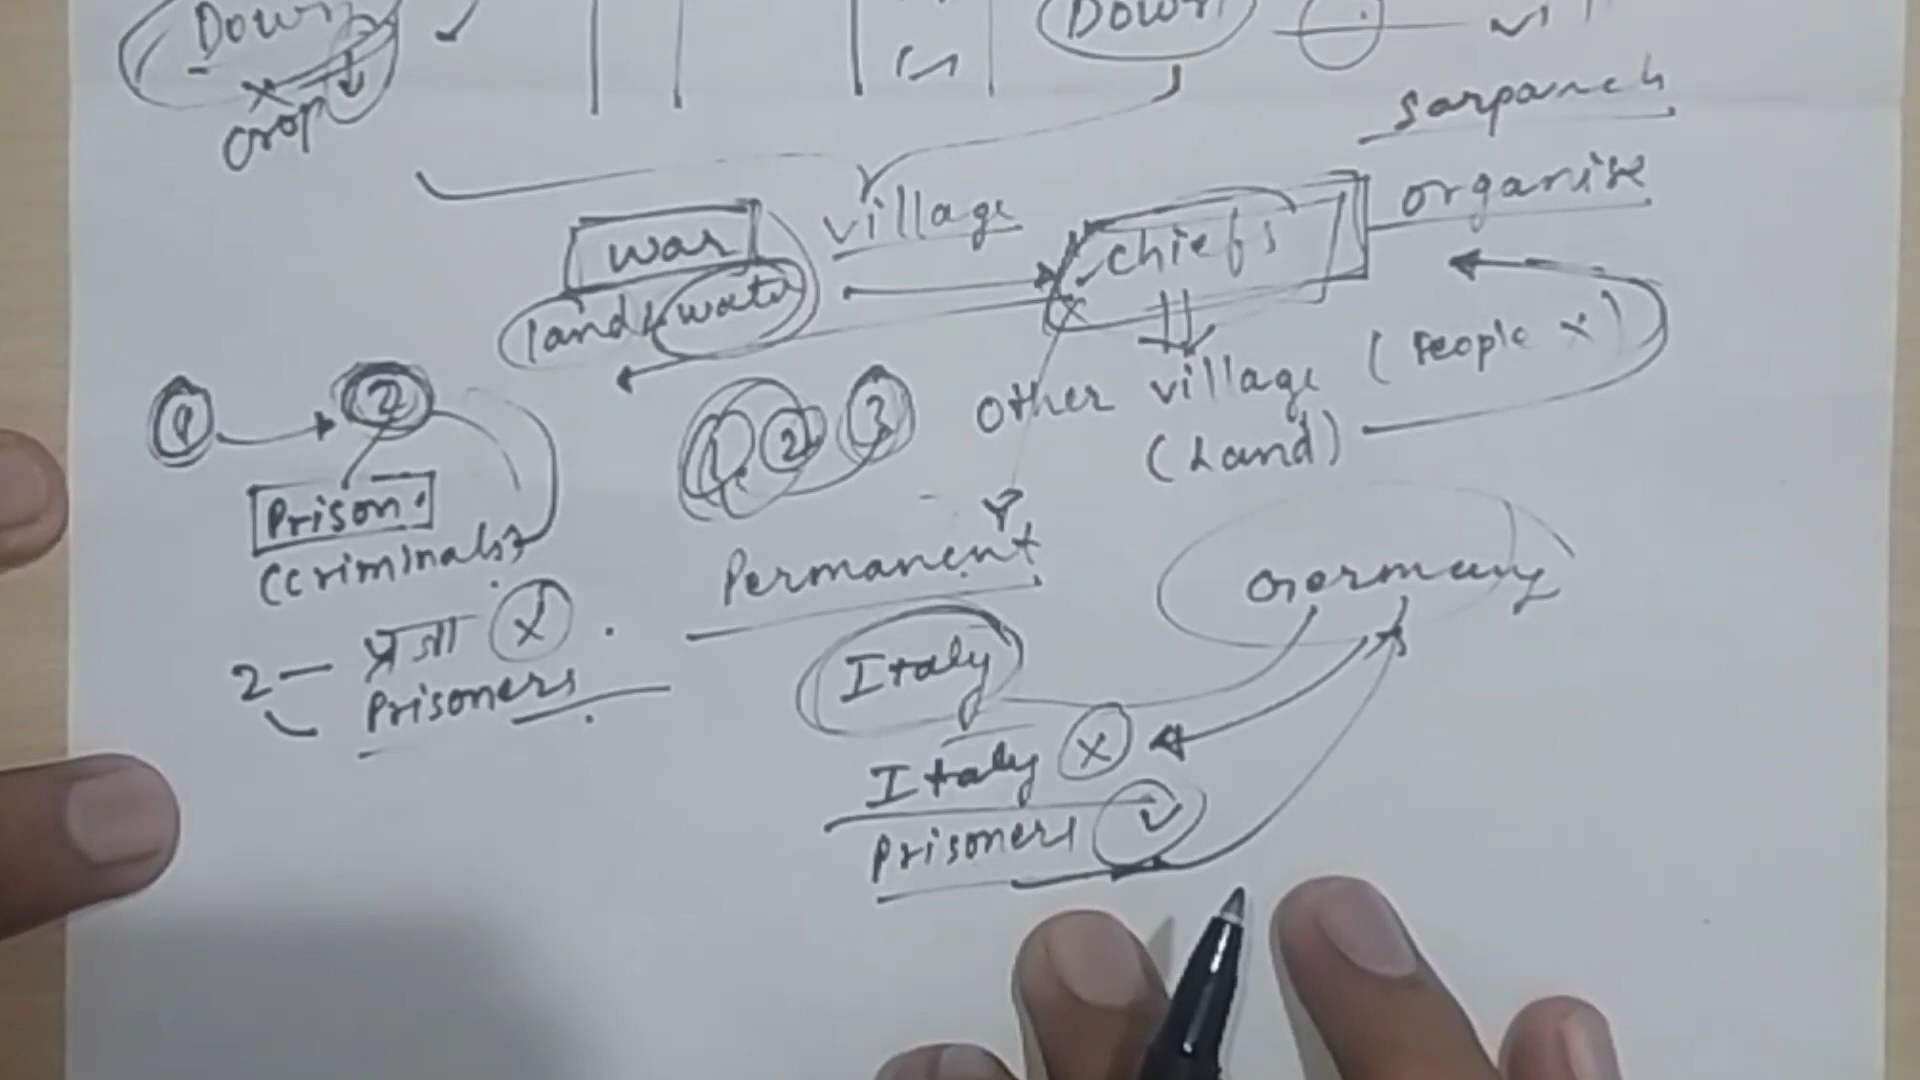 Down
Down
crop
sarpanch
village
organise
war
chiefs
land & water
(People x)
1
2
1 2 3
other village
(Land)
Prison
(criminals)
Permanent
Germany
2 — प्रजा x
Prisoners
Italy
Italy x
Prisoners ✓